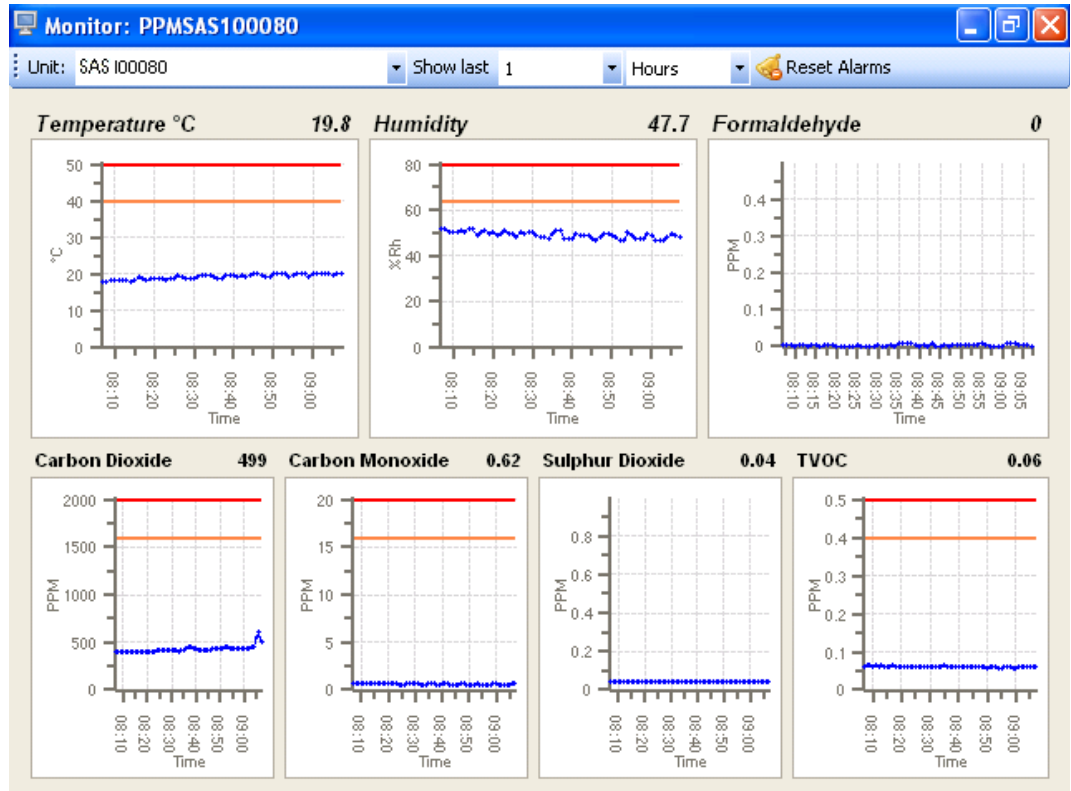 Monitor: PPMSAS100080
Unit: SAS I00080 Show last 1 Hours Reset Alarms
Temperature °C 19.8
50
40
30
20
10
0
°C
08:10 08:20 08:30 08:40 08:50 09:00
Time
Humidity 47.7
80
60
40
20
0
%Rh
08:10 08:20 08:30 08:40 08:50 09:00
Time
Formaldehyde 0
0.4
0.3
0.2
0.1
0
PPM
08:10 08:15 08:20 08:25 08:30 08:35 08:40 08:45 08:50 08:55 09:00 09:05
Time
Carbon Dioxide 499
2000
1500
1000
500
0
PPM
08:10 08:20 08:30 08:40 08:50 09:00
Time
Carbon Monoxide 0.62
20
15
10
5
0
PPM
08:10 08:20 08:30 08:40 08:50 09:00
Time
Sulphur Dioxide 0.04
0.8
0.6
0.4
0.2
0
PPM
08:10 08:20 08:30 08:40 08:50 09:00
Time
TVOC 0.06
0.5
0.4
0.3
0.2
0.1
0
PPM
08:10 08:20 08:30 08:40 08:50 09:00
Time